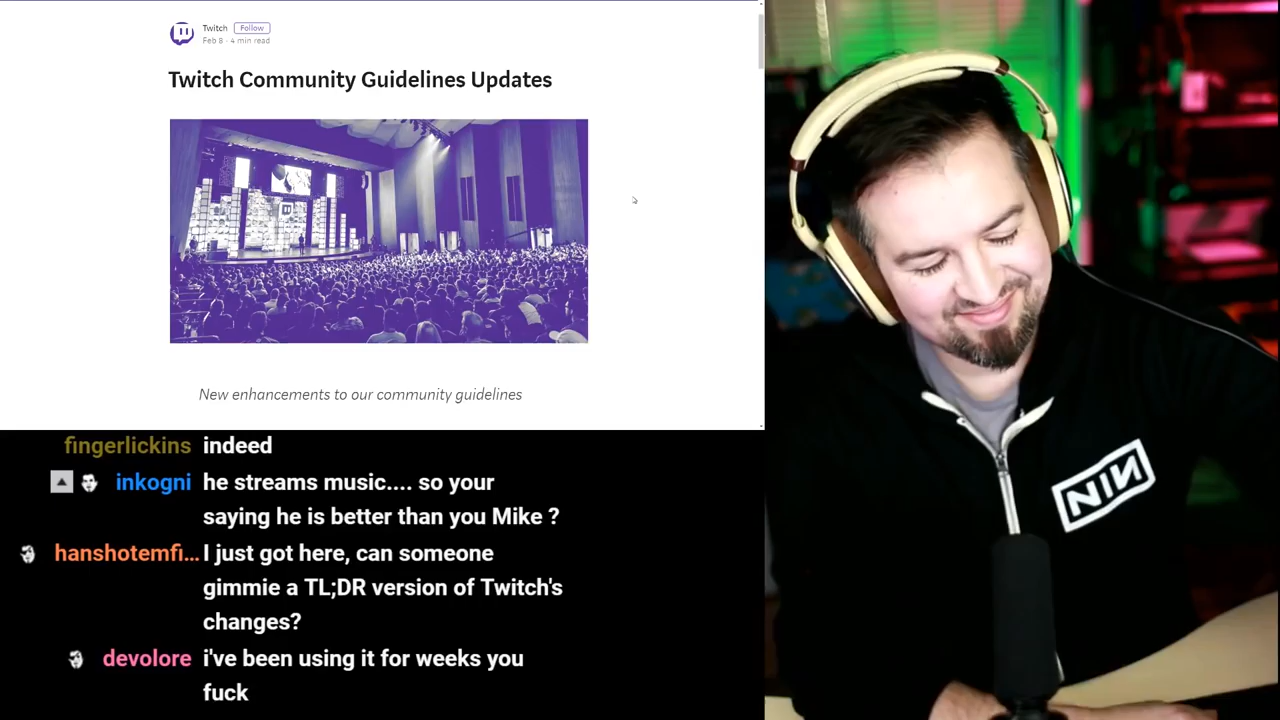 Twitch Follow
Feb 8 · 4 min read
Twitch Community Guidelines Updates
New enhancements to our community guidelines
fingerlickins indeed
inkogni he streams music.... so your
saying he is better than you Mike ?
hanshotemfi... I just got here, can someone
gimmie a TL;DR version of Twitch's
changes?
devolore i've been using it for weeks you
fuck
NIN